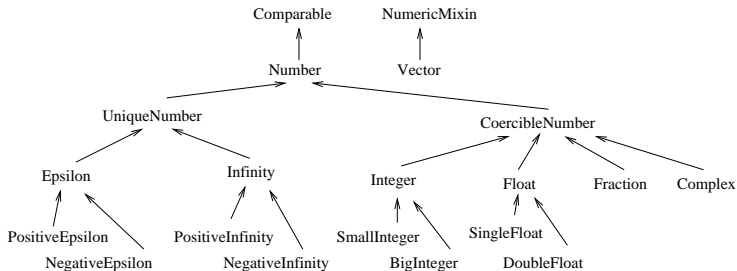 Comparable NumericMixin
Number Vector
UniqueNumber CoercibleNumber
Epsilon Infinity Integer Float Fraction Complex
PositiveEpsilon PositiveInfinity SmallInteger SingleFloat
NegativeEpsilon NegativeInfinity BigInteger DoubleFloat